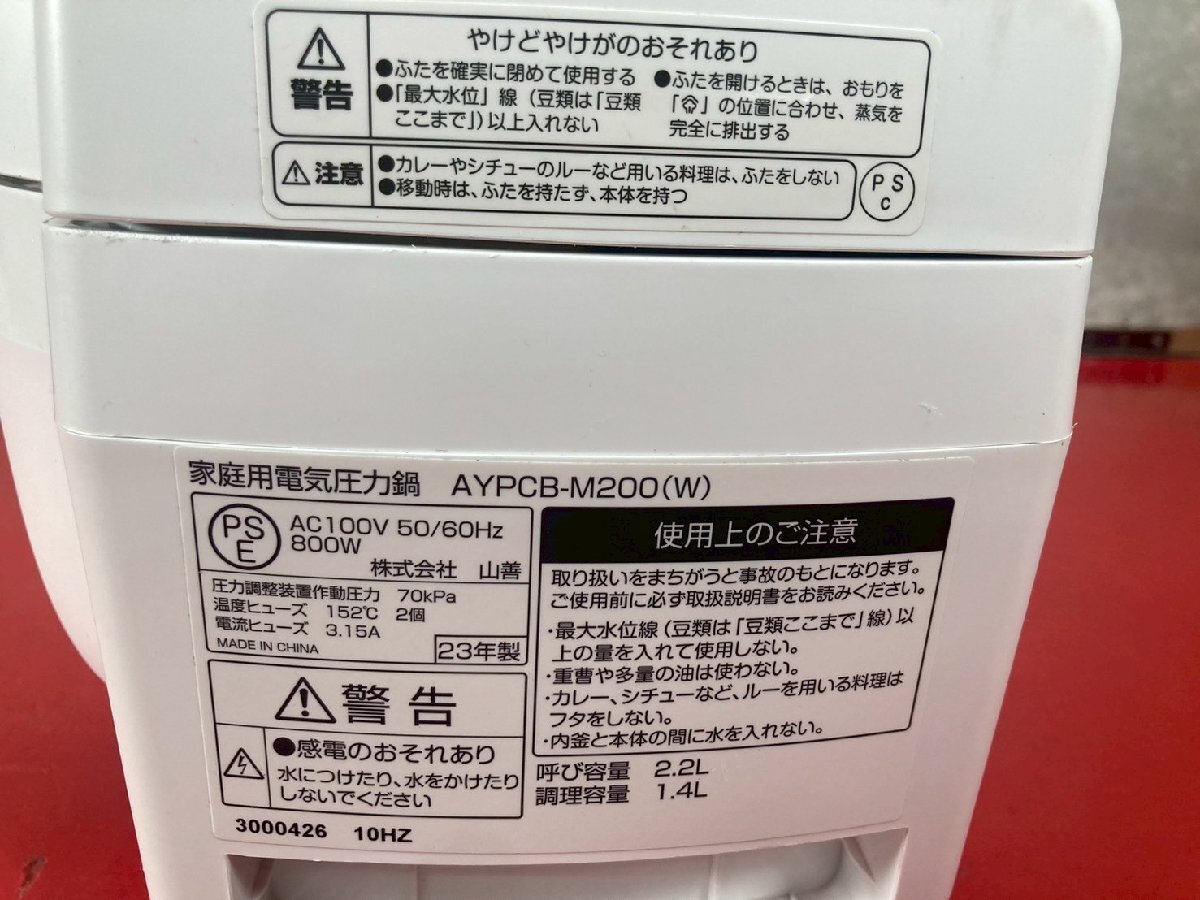 やけどやけがのおそれあり
警告
●ふたを確実に閉めて使用する
●「最大水位」線(豆類は「豆類
ここまで」)以上入れない
●ふたを開けるときは、おもりを
「 」の位置に合わせ、蒸気を
完全に排出する
注意
●カレーやシチューのルーなど用いる料理は、ふたをしない
●移動時は、ふたを持たず、本体を持つ
PS
C
家庭用電気圧力鍋 AYPCB-M200(W)
PS
E
AC100V 50/60Hz
800W
株式会社 山善
圧力調整装置作動圧力 70kPa
温度ヒューズ 152℃ 2個
電流ヒューズ 3.15A
MADE IN CHINA
23年製
警告
●感電のおそれあり
水につけたり、水をかけたり
しないでください
3000426 10HZ
使用上のご注意
取り扱いをまちがうと事故のもとになります。
ご使用前に必ず取扱説明書をお読みください。
・最大水位線(豆類は「豆類ここまで」線)以
上の量を入れて使用しない。
・重曹や多量の油は使わない。
・カレー、シチューなど、ルーを用いる料理は
フタをしない。
・内釜と本体の間に水を入れない。
呼び容量 2.2L
調理容量 1.4L